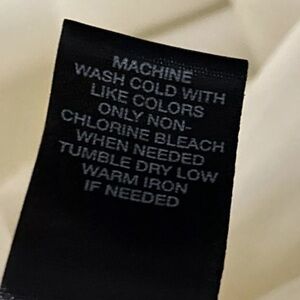 MACHINE
WASH COLD WITH
LIKE COLORS
ONLY NON-
CHLORINE BLEACH
WHEN NEEDED
TUMBLE DRY LOW
WARM IRON
IF NEEDED